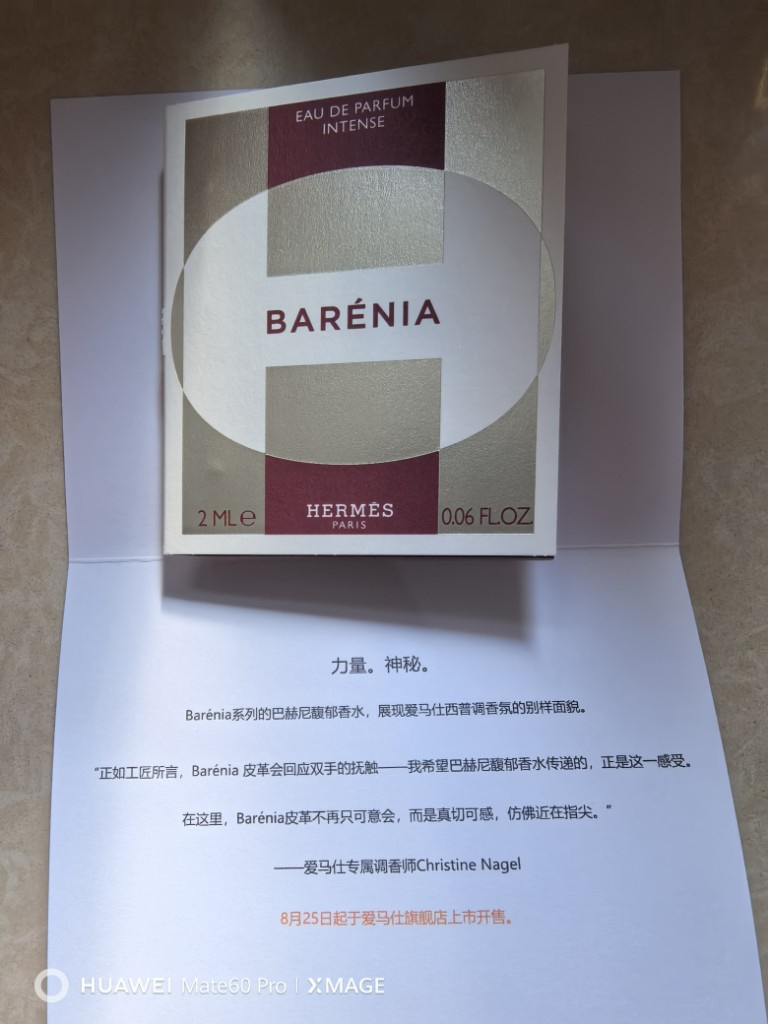 EAU DE PARFUM
INTENSE
BARÉNIA
2 ML e
HERMÈS
PARIS
0.06 FL.OZ
力量。神秘。
Barénia系列的巴赫尼馥郁香水，展现爱马仕西普调香氛的别样面貌。
“正如工匠所言，Barénia 皮革会回应双手的抚触——我希望巴赫尼馥郁香水传递的，正是这一感受。
在这里，Barénia皮革不再只可意会，而是真切可感，仿佛近在指尖。”
——爱马仕专属调香师Christine Nagel
8月25日起于爱马仕旗舰店上市开售。
HUAWEI Mate60 Pro | XMAGE